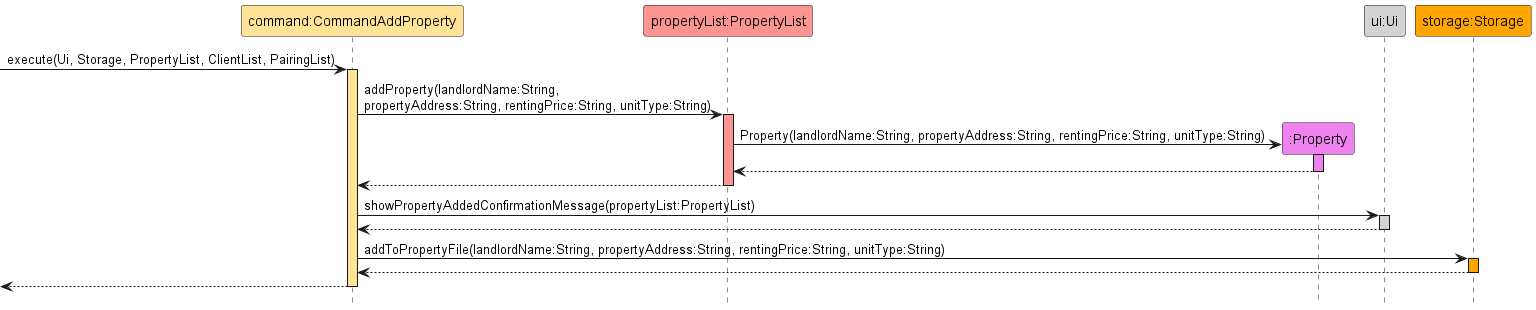 command:CommandAddProperty
propertyList:PropertyList
ui:Ui
storage:Storage
execute(Ui, Storage, PropertyList, ClientList, PairingList)
addProperty(landlordName:String,
propertyAddress:String, rentingPrice:String, unitType:String)
Property(landlordName:String, propertyAddress:String, rentingPrice:String, unitType:String)
:Property
showPropertyAddedConfirmationMessage(propertyList:PropertyList)
addToPropertyFile(landlordName:String, propertyAddress:String, rentingPrice:String, unitType:String)